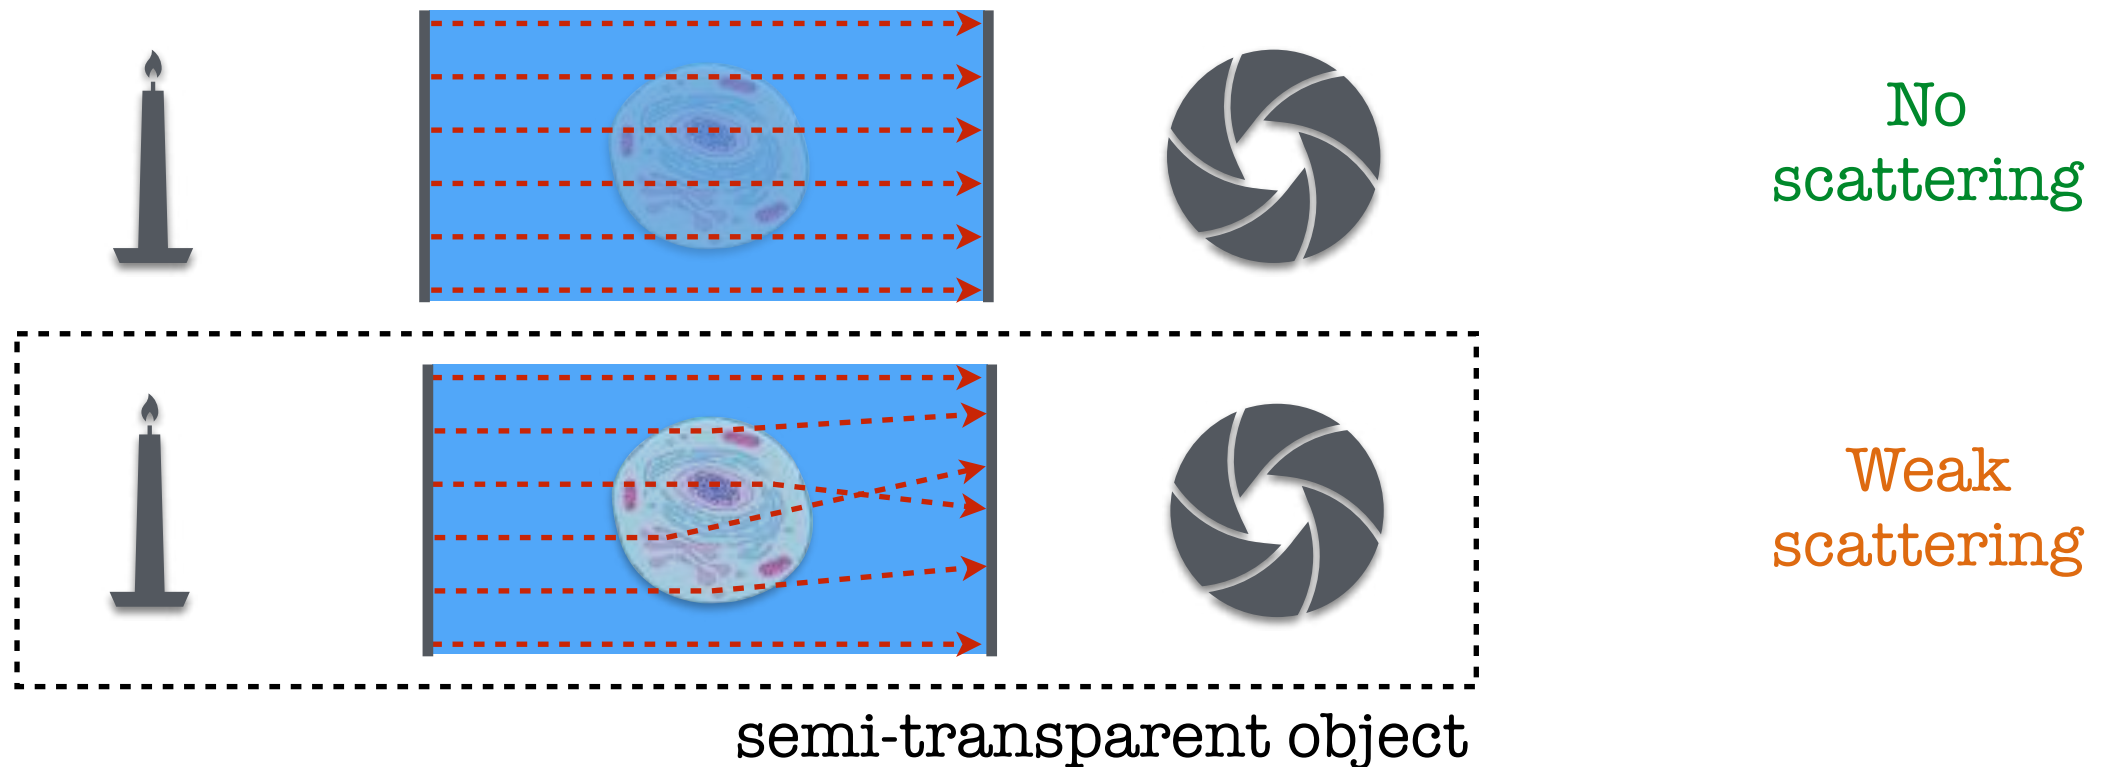 No
scattering
Weak
scattering
semi-transparent object